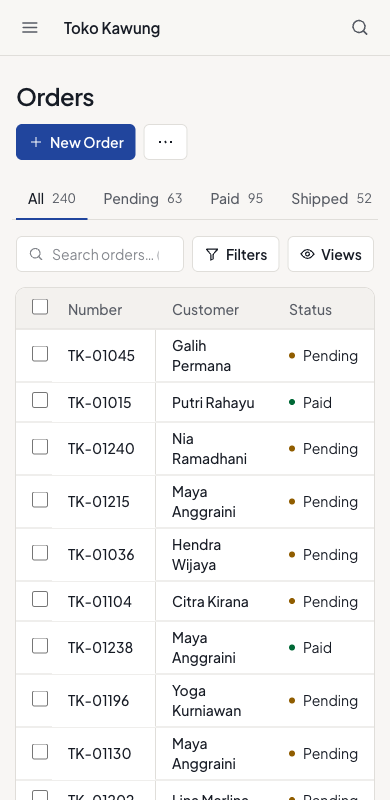 Toko Kawung
Orders
New Order
All 240 Pending 63 Paid 95 Shipped 52
Search orders...
Filters
Views
Number Customer Status
TK-01045 Galih Permana Pending
TK-01015 Putri Rahayu Paid
TK-01240 Nia Ramadhani Pending
TK-01215 Maya Anggraini Pending
TK-01036 Hendra Wijaya Pending
TK-01104 Citra Kirana Pending
TK-01238 Maya Anggraini Paid
TK-01196 Yoga Kurniawan Pending
TK-01130 Maya Anggraini Pending